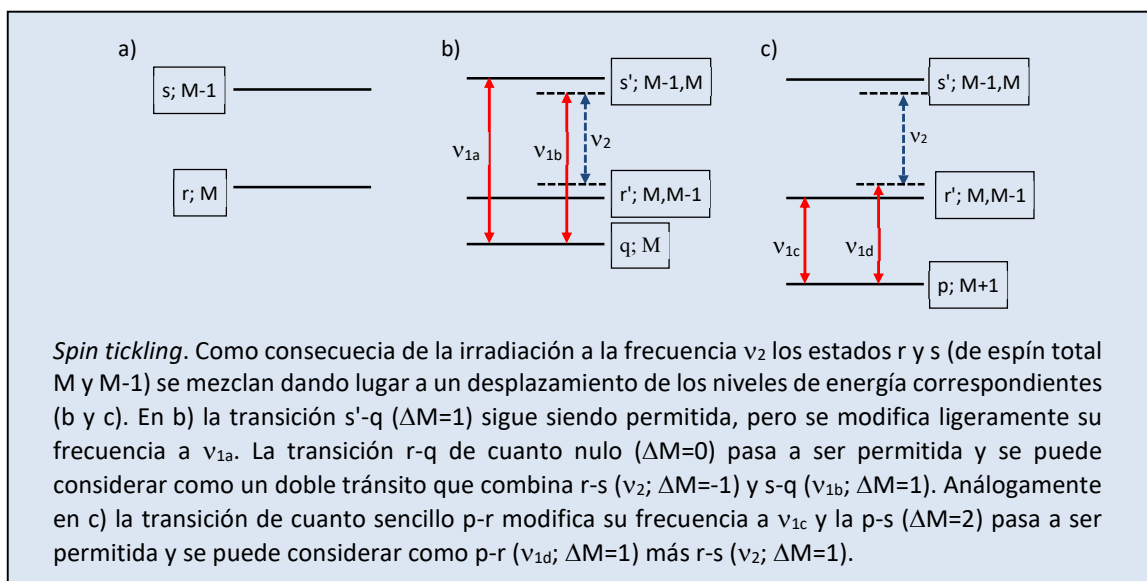 a)
b)
c)
s; M-1
s'; M-1,M
s'; M-1,M
ν1a
ν1b
ν2
ν2
r; M
r'; M,M-1
r'; M,M-1
q; M
ν1c
ν1d
p; M+1
Spin tickling. Como consecuecia de la irradiación a la frecuencia ν2 los estados r y s (de espín total
M y M-1) se mezclan dando lugar a un desplazamiento de los niveles de energía correspondientes
(b y c). En b) la transición s'-q (ΔM=1) sigue siendo permitida, pero se modifica ligeramente su
frecuencia a ν1a. La transición r-q de cuanto nulo (ΔM=0) pasa a ser permitida y se puede
considerar como un doble tránsito que combina r-s (ν2; ΔM=-1) y s-q (ν1b; ΔM=1). Análogamente
en c) la transición de cuanto sencillo p-r modifica su frecuencia a ν1c y la p-s (ΔM=2) pasa a ser
permitida y se puede considerar como p-r (ν1d; ΔM=1) más r-s (ν2; ΔM=1).